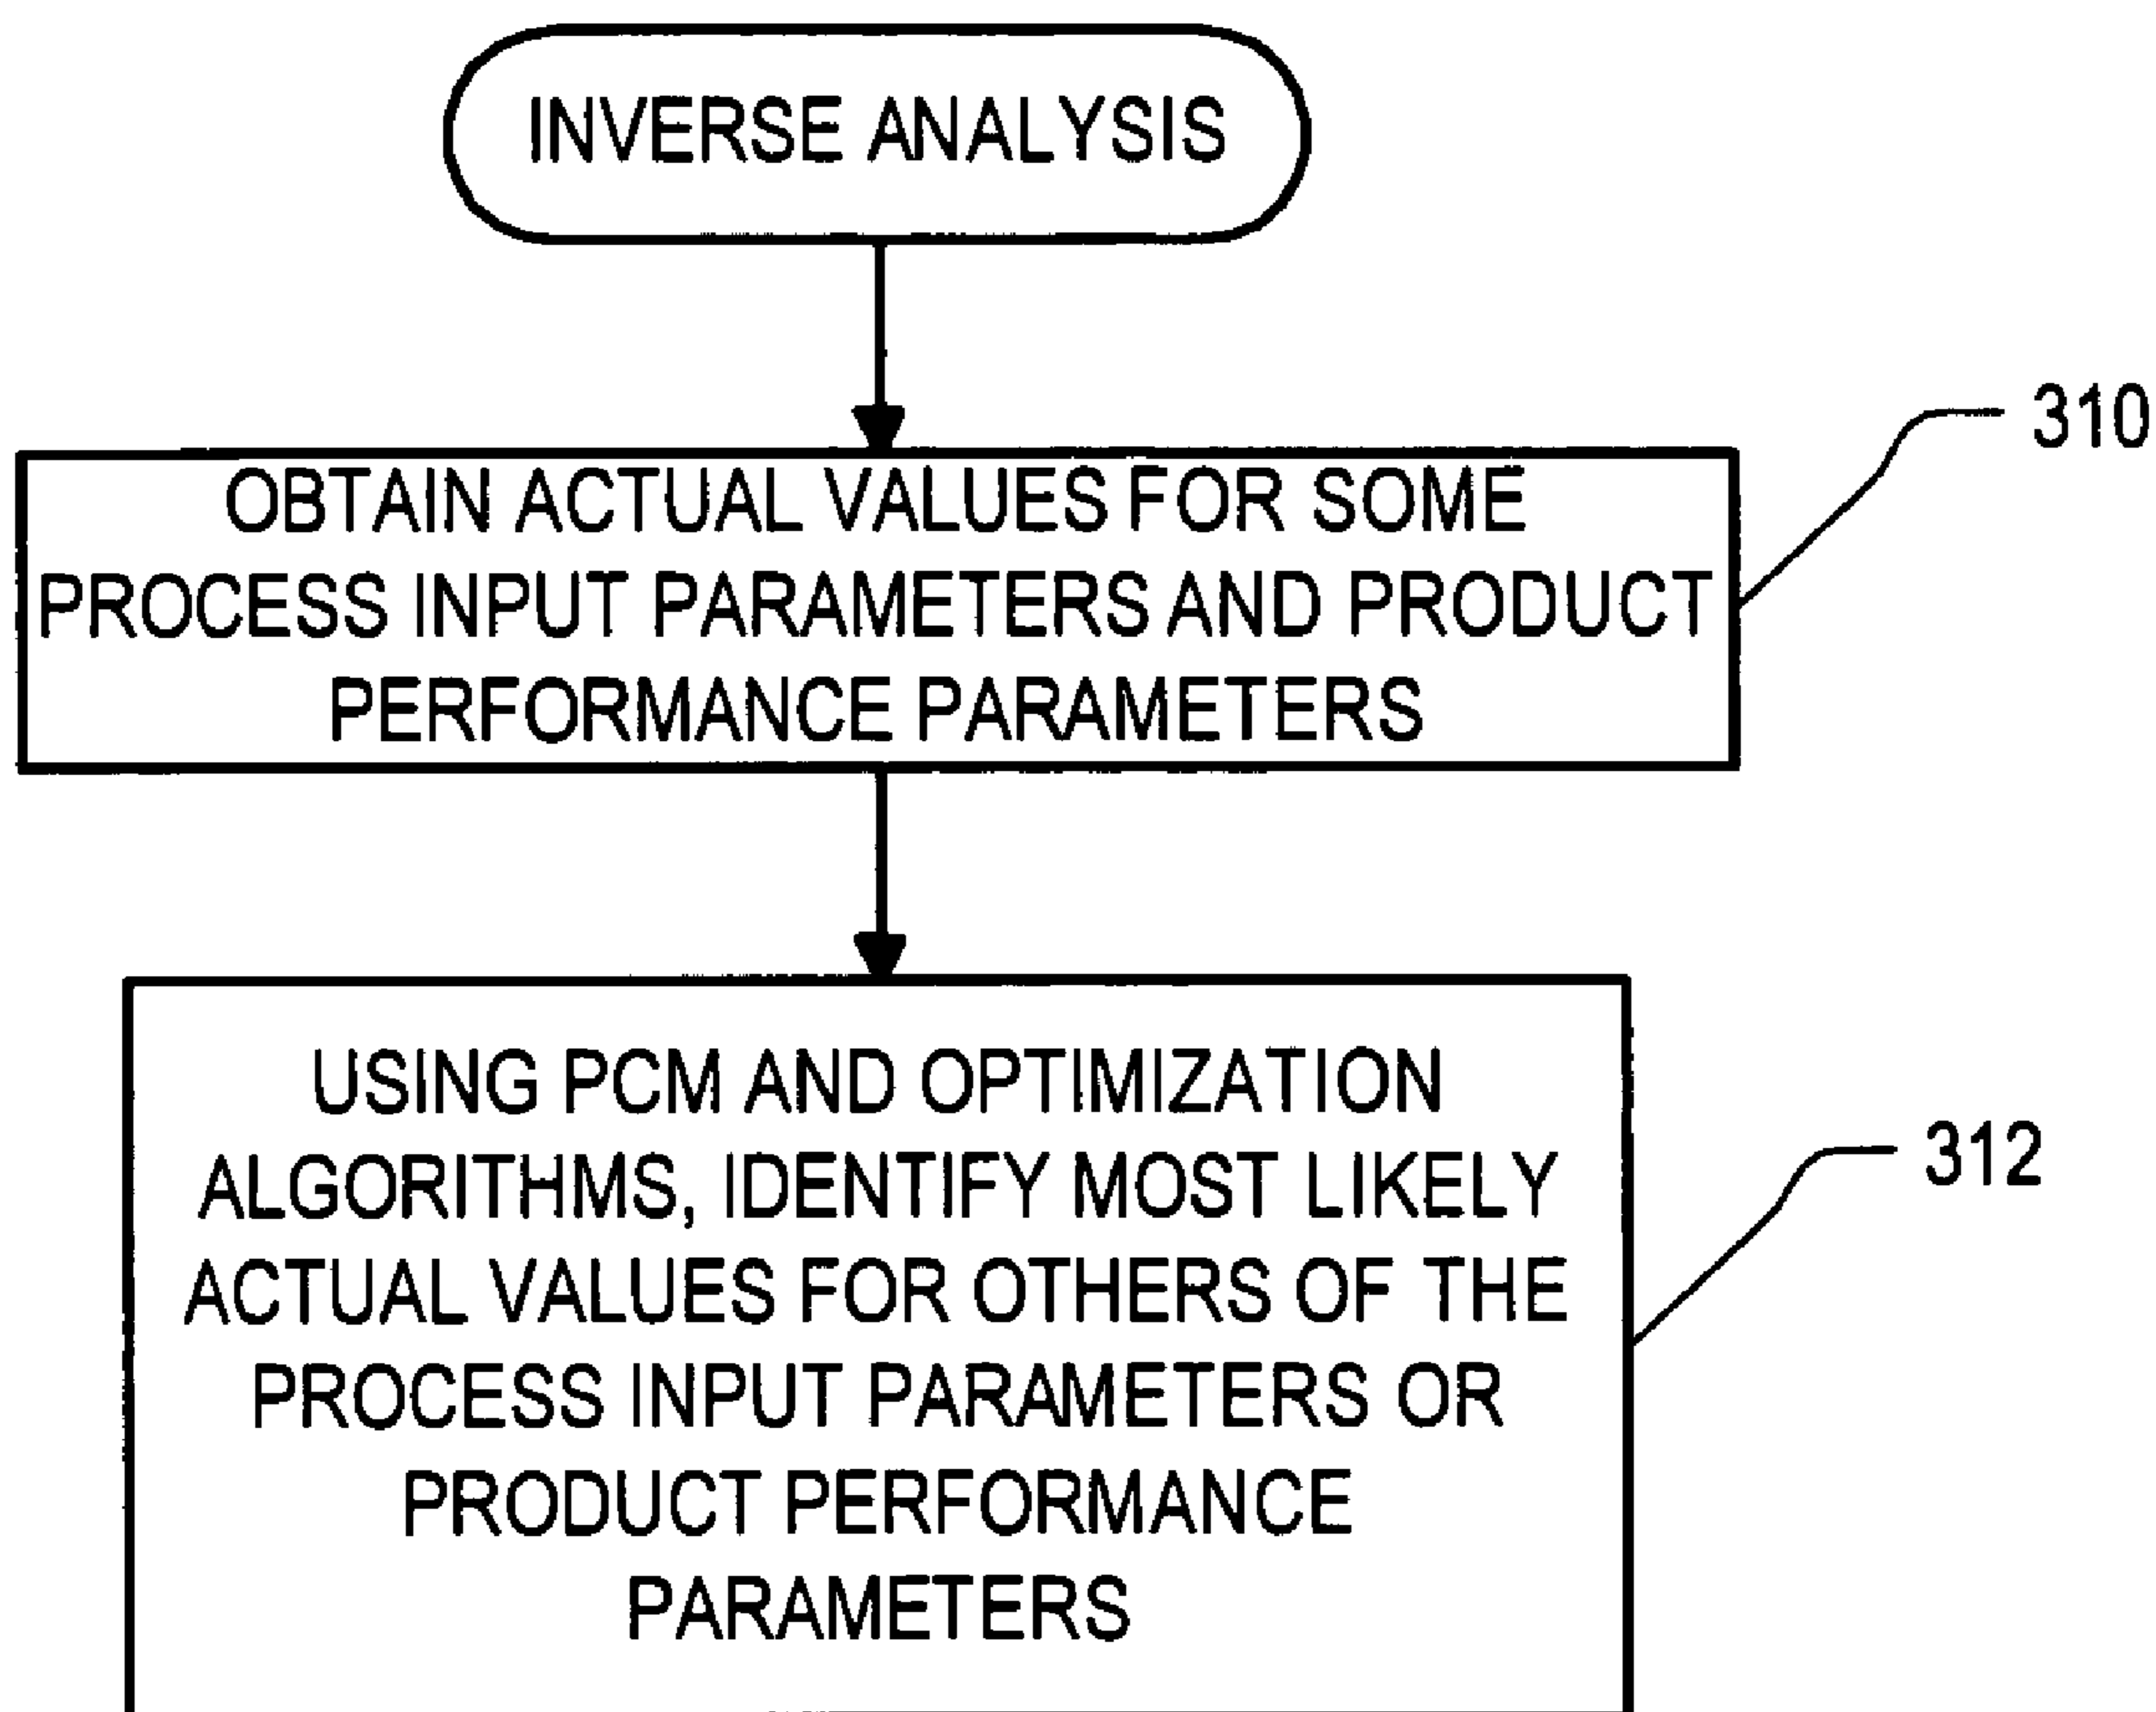 INVERSE ANALYSIS
310
OBTAIN ACTUAL VALUES FOR SOME
PROCESS INPUT PARAMETERS AND PRODUCT
PERFORMANCE PARAMETERS
USING PCM AND OPTIMIZATION
ALGORITHMS, IDENTIFY MOST LIKELY
312
ACTUAL VALUES FOR OTHERS OF THE
PROCESS INPUT PARAMETERS OR
PRODUCT PERFORMANCE
PARAMETERS